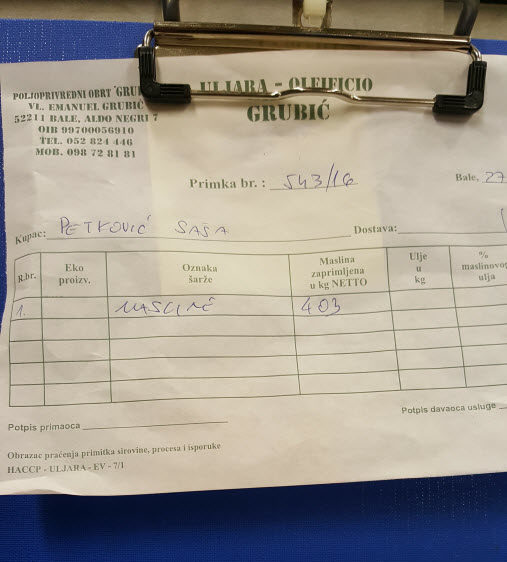 POLJOPRIVREDNI OBRT "GRU
VL. EMANUEL GRUBIĆ
52211 BALE, ALDO NEGRI 7
OIB 99700056910
TEL. 052 824 446
MOB. 098 72 81 81
ULJARA - OLEIFICIO
GRUBIĆ
Primka br. : 543/16
Bale, 27
Kupac: PETKOVIĆ SAŠA Dostava:
R.br. Eko proizv. Oznaka šarže Maslina zaprimljena u kg NETTO Ulje u kg % maslinovog ulja
1. MASLINE 403
Potpis primaoca
Potpis davaoca usluge
Obrazac praćenja primitka sirovine, procesa i isporuke
HACCP - ULJARA - EV - 7/1